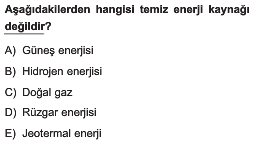 Aşağıdakilerden hangisi temiz enerji kaynağı
değildir?
A) Güneş enerjisi
B) Hidrojen enerjisi
C) Doğal gaz
D) Rüzgar enerjisi
E) Jeotermal enerji